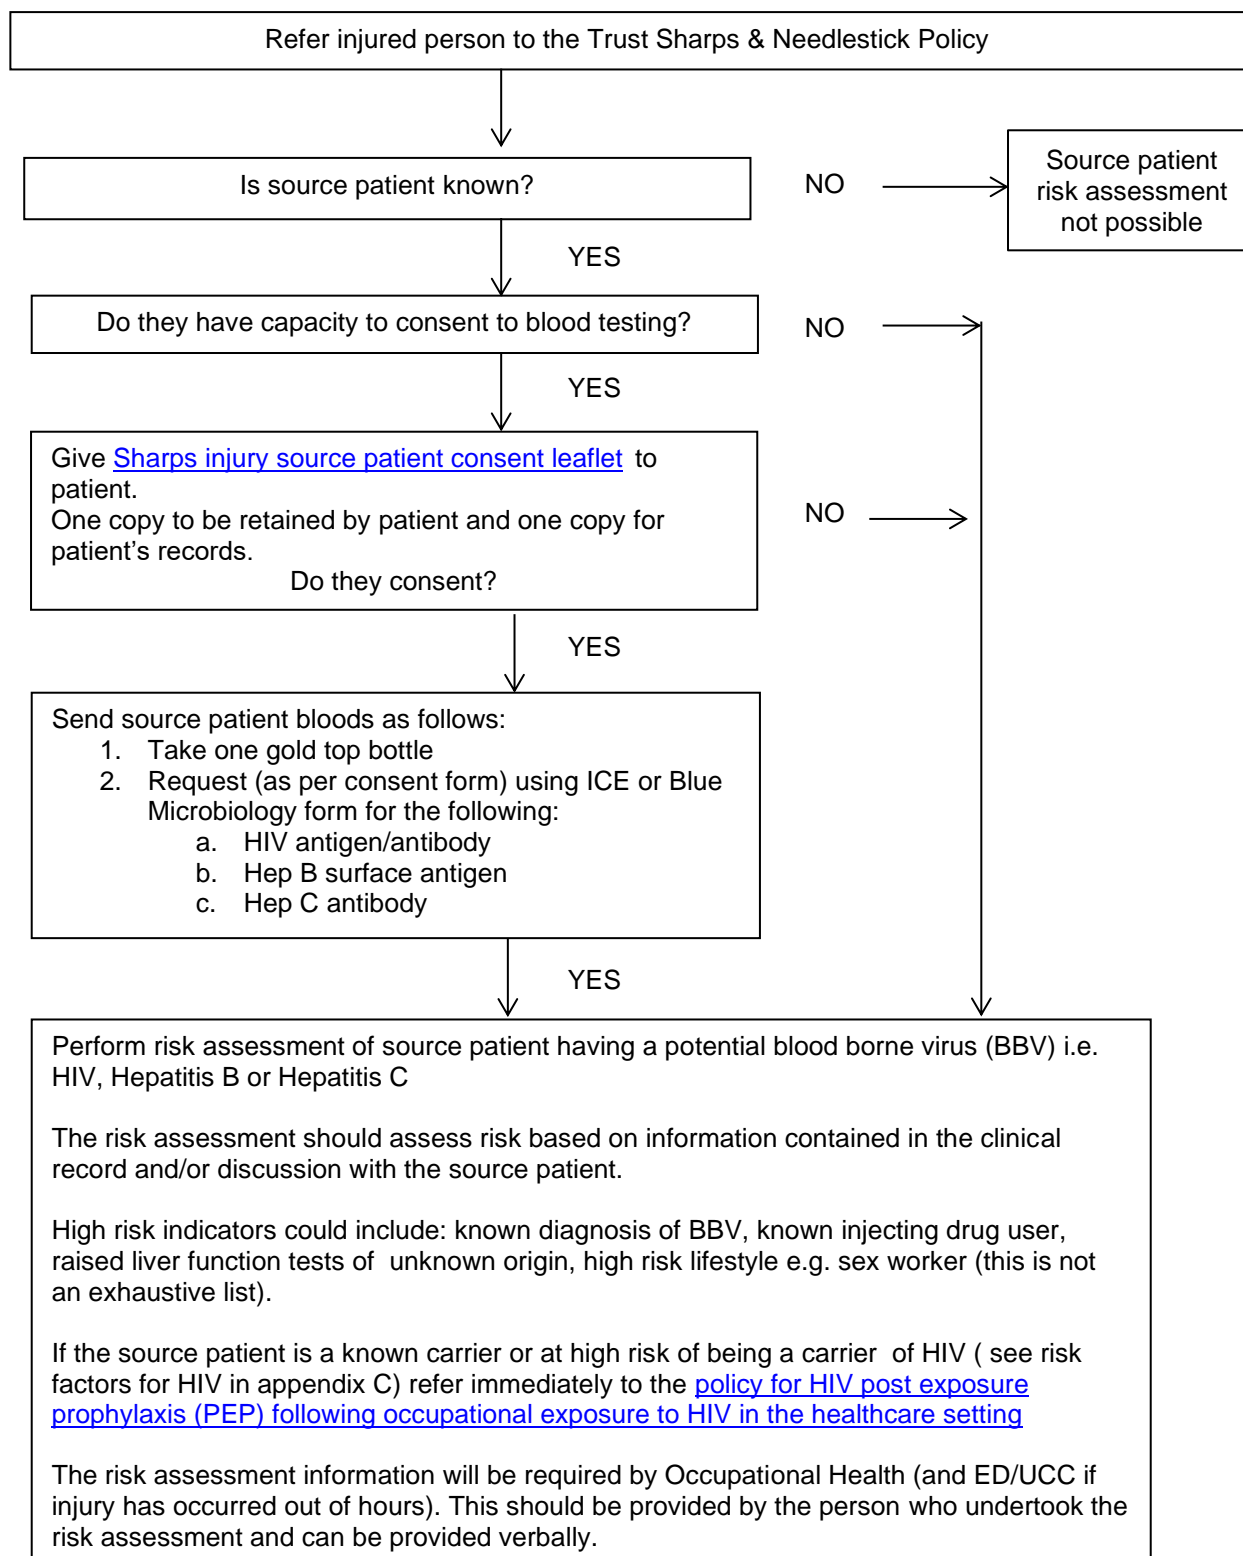 Refer injured person to the Trust Sharps & Needlestick Policy
Is source patient known?
NO
Source patient
risk assessment
not possible
YES
Do they have capacity to consent to blood testing?
NO
YES
Give Sharps injury source patient consent leaflet to
patient.
One copy to be retained by patient and one copy for
patient’s records.
Do they consent?
NO
YES
Send source patient bloods as follows:
1. Take one gold top bottle
2. Request (as per consent form) using ICE or Blue
Microbiology form for the following:
a. HIV antigen/antibody
b. Hep B surface antigen
c. Hep C antibody
YES
Perform risk assessment of source patient having a potential blood borne virus (BBV) i.e.
HIV, Hepatitis B or Hepatitis C
The risk assessment should assess risk based on information contained in the clinical
record and/or discussion with the source patient.
High risk indicators could include: known diagnosis of BBV, known injecting drug user,
raised liver function tests of unknown origin, high risk lifestyle e.g. sex worker (this is not
an exhaustive list).
If the source patient is a known carrier or at high risk of being a carrier of HIV ( see risk
factors for HIV in appendix C) refer immediately to the policy for HIV post exposure
prophylaxis (PEP) following occupational exposure to HIV in the healthcare setting
The risk assessment information will be required by Occupational Health (and ED/UCC if
injury has occurred out of hours). This should be provided by the person who undertook the
risk assessment and can be provided verbally.